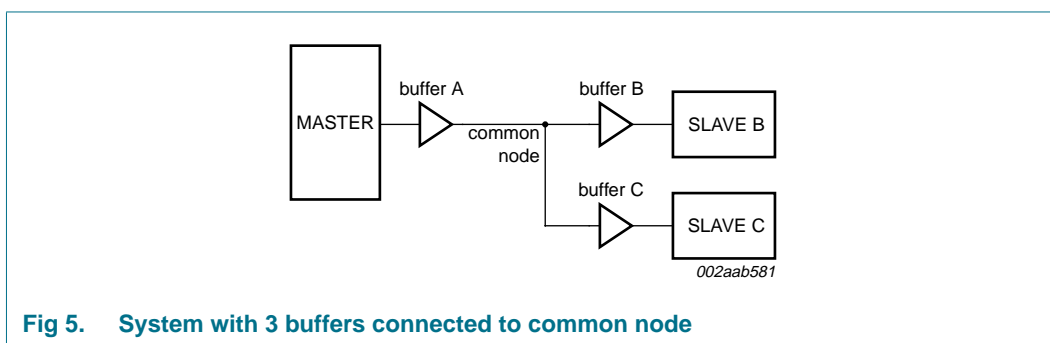 buffer A
buffer B
MASTER
SLAVE B
common
node
buffer C
SLAVE C
002aab581
Fig 5. System with 3 buffers connected to common node